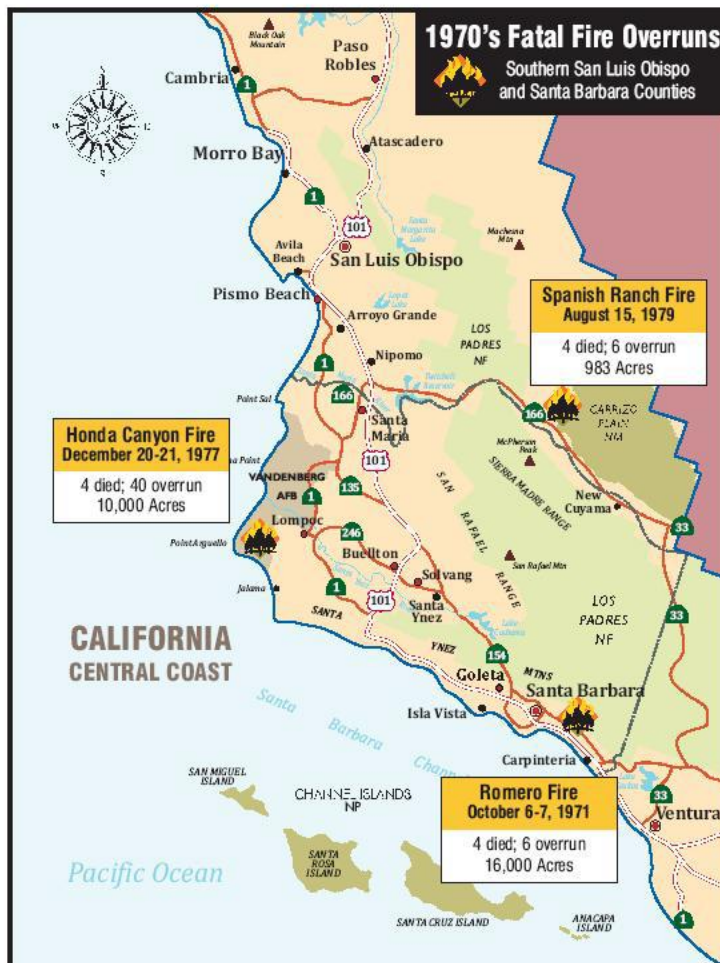 1970's Fatal Fire Overruns
Southern San Luis Obispo
and Santa Barbara Counties
Black Oak
Mountain
Paso
Robles
Cambria
1
Atascadero
Morro Bay
1
101
Santa
Margarita
Lake
Machesna
Mtn
San Luis Obispo
Avila
Beach
Pismo Beach
Lopez
Lake
Arroyo Grande
LOS
PADRES
NF
Spanish Ranch Fire
August 15, 1979
4 died; 6 overrun
983 Acres
Nipomo
1
166
Twitchell
Reservoir
Point Sal
Santa
Maria
166
CARRIZO
PLAIN
NM
Honda Canyon Fire
December 20-21, 1977
4 died; 40 overrun
10,000 Acres
McPherson
Peak
SIERRA MADRE RANGE
VANDENBERG
AFB
101
135
1
SAN
RAFAEL
RANGE
New
Cuyama
33
Lompoc
246
Point Arguello
Buellton
San Rafael Mtn
Solvang
Jalama
1
101
Santa
Ynez
LOS
PADRES
NF
33
SANTA
YNEZ
MTNS
Lake
Cachuma
154
CALIFORNIA
CENTRAL COAST
Goleta
Santa Barbara
Isla Vista
Santa Barbara Channel
Carpinteria
SAN MIGUEL
ISLAND
CHANNEL ISLANDS
NP
Romero Fire
October 6-7, 1971
4 died; 6 overrun
16,000 Acres
Lake
33
Ventura
SANTA
ROSA
ISLAND
Pacific Ocean
SANTA CRUZ ISLAND
ANACAPA
ISLAND
1